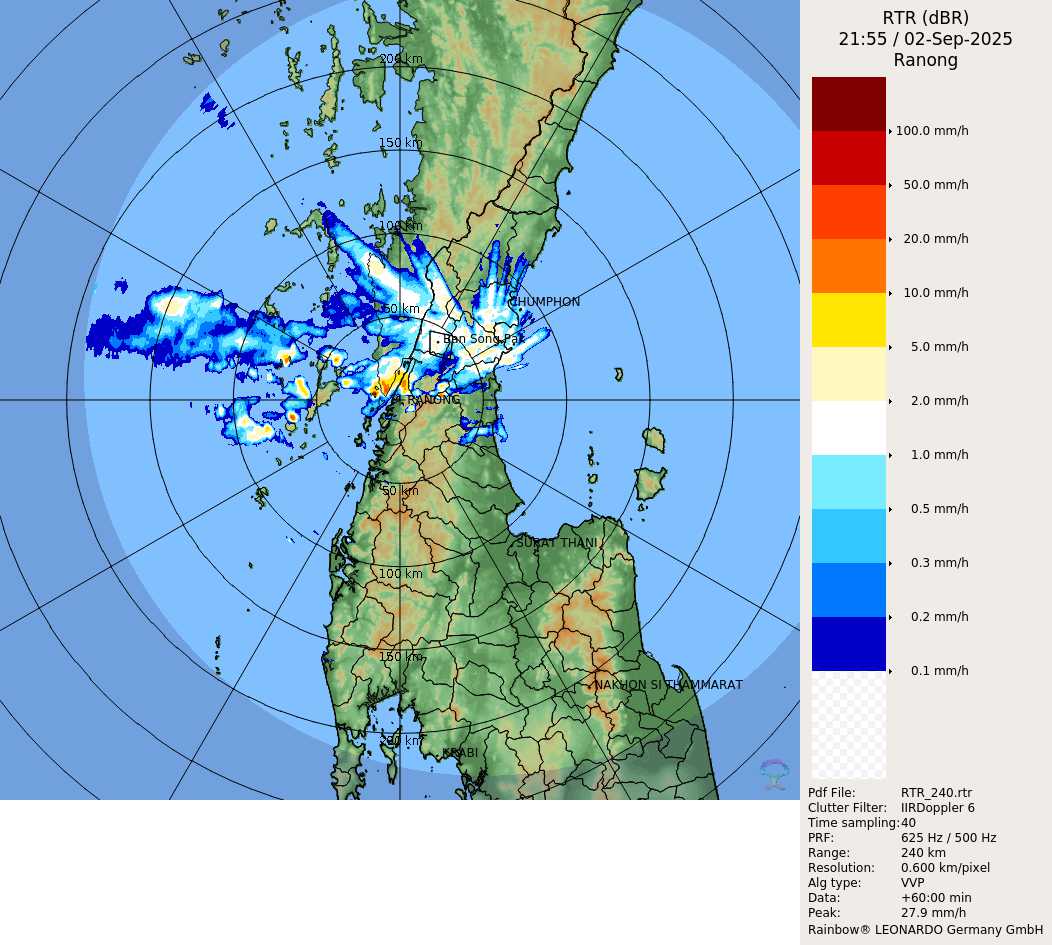 RTR (dBR)
21:55 / 02-Sep-2025
Ranong
200 km
150 km
100 km
50 km
CHUMPHON
Ban Song Pak
RANONG
50 km
SURAT THANI
100 km
150 km
NAKHON SI THAMMARAT
200 km
KRABI
100.0 mm/h
50.0 mm/h
20.0 mm/h
10.0 mm/h
5.0 mm/h
2.0 mm/h
1.0 mm/h
0.5 mm/h
0.3 mm/h
0.2 mm/h
0.1 mm/h
Pdf File: RTR_240.rtr
Clutter Filter: IIRDoppler 6
Time sampling:40
PRF: 625 Hz / 500 Hz
Range: 240 km
Resolution: 0.600 km/pixel
Alg type: VVP
Data: +60:00 min
Peak: 27.9 mm/h
Rainbow® LEONARDO Germany GmbH